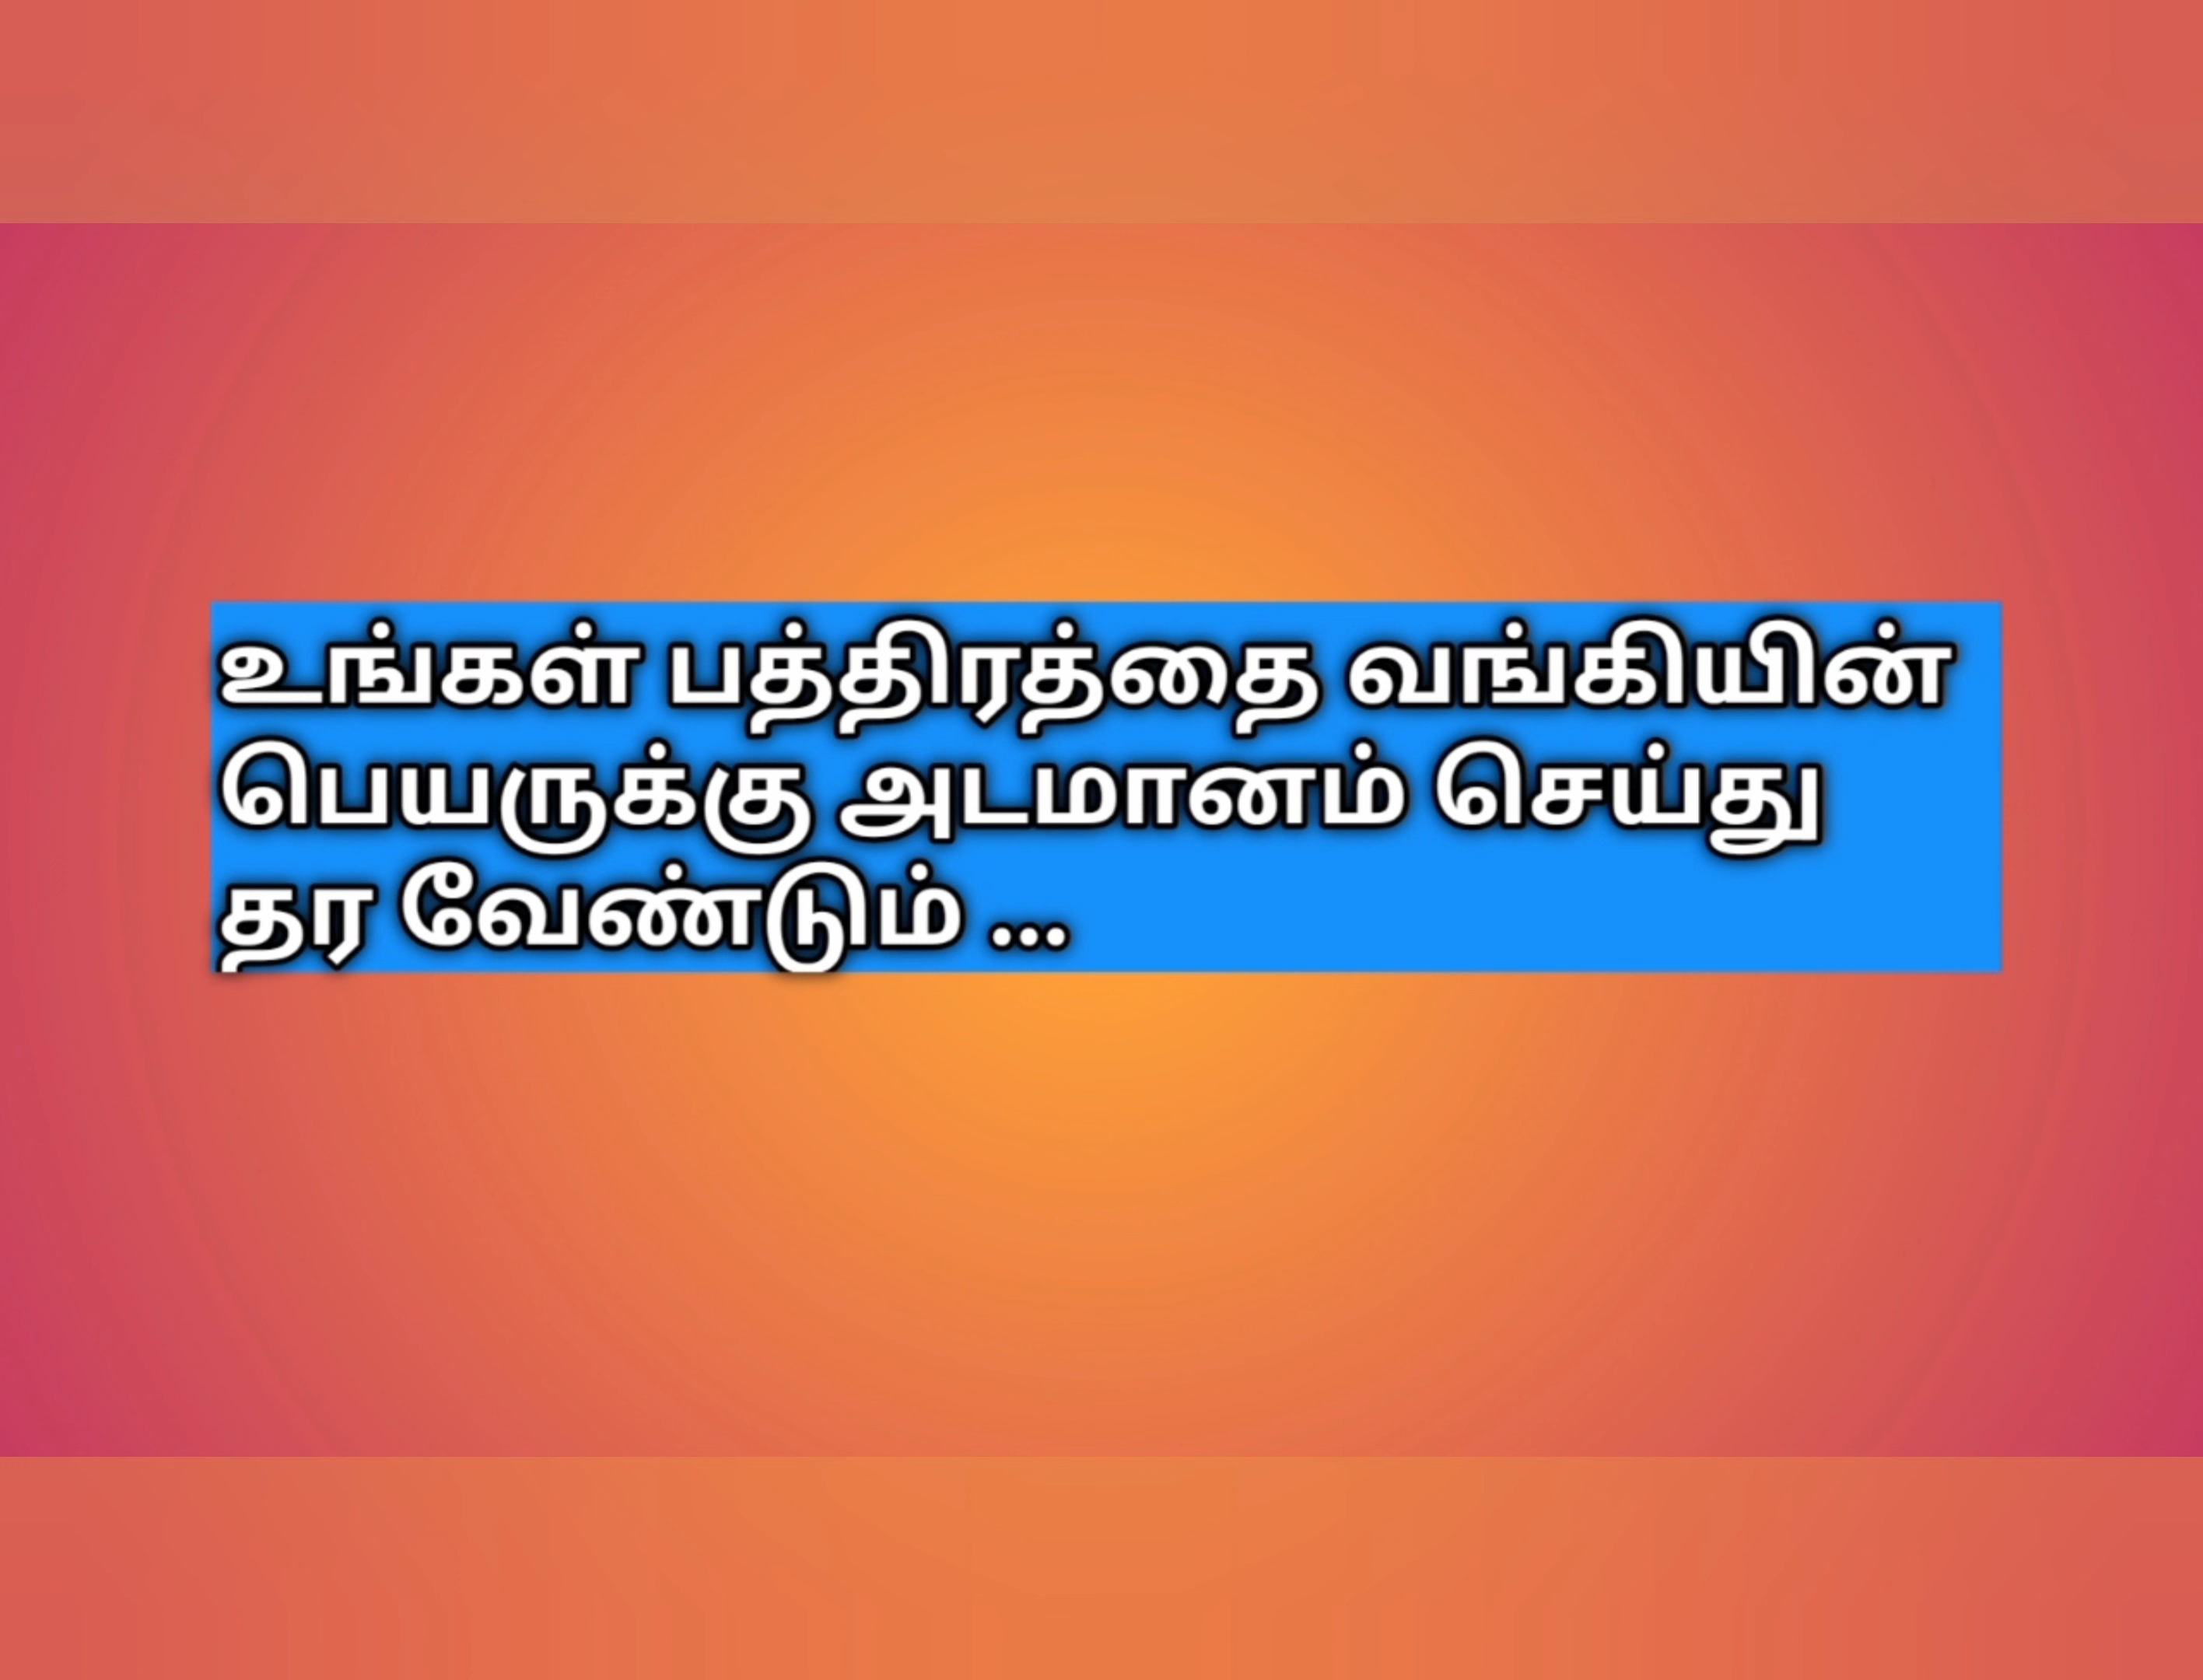 உங்கள் பத்திரத்தை வங்கியின்
பெயருக்கு அடமானம் செய்து
தர வேண்டும் ...